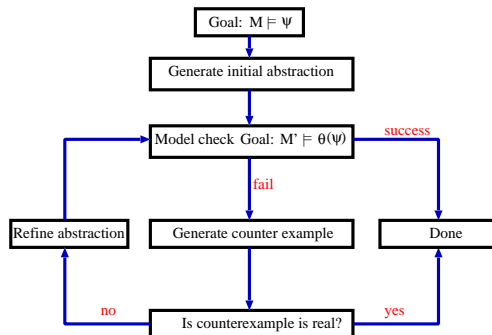 Goal: M ⊨ ψ
Generate initial abstraction
Model check Goal: M' ⊨ θ(ψ)
success
fail
Refine abstraction
Generate counter example
Done
no
Is counterexample is real?
yes